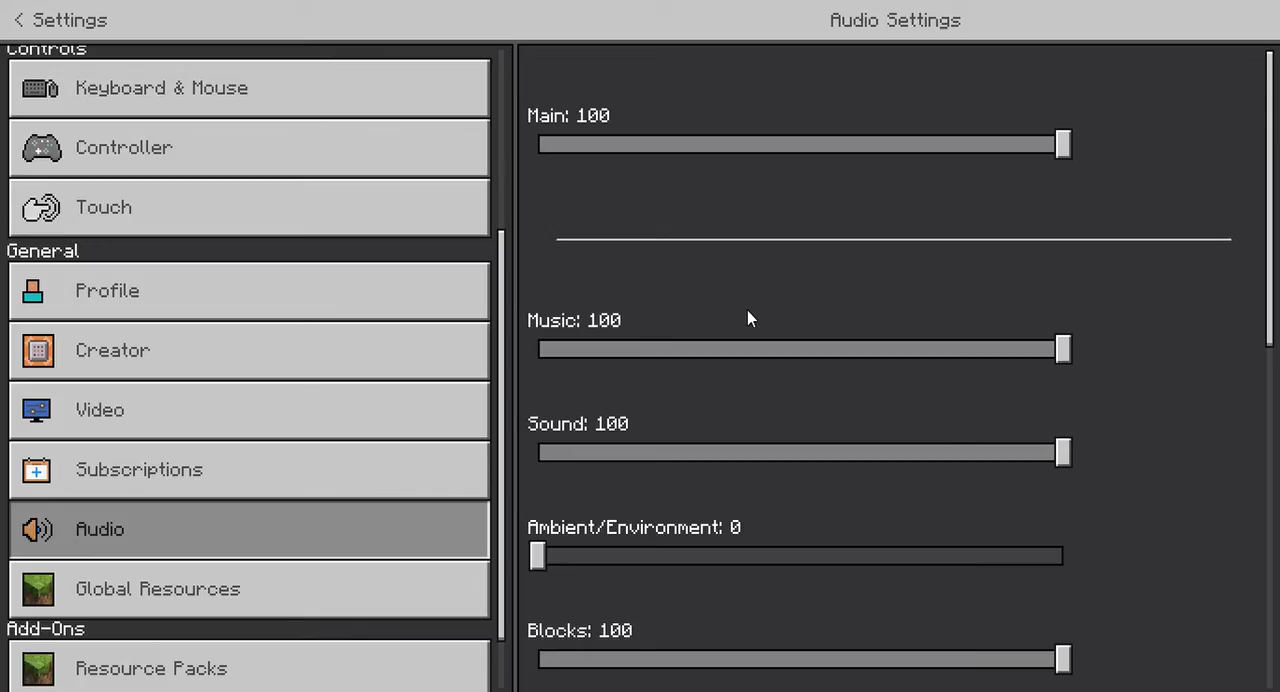 Settings
Audio Settings
Controls
Keyboard & Mouse
Controller
Touch
General
Profile
Creator
Video
Subscriptions
Audio
Global Resources
Add-Ons
Resource Packs
Main: 100
Music: 100
Sound: 100
Ambient/Environment: 0
Blocks: 100